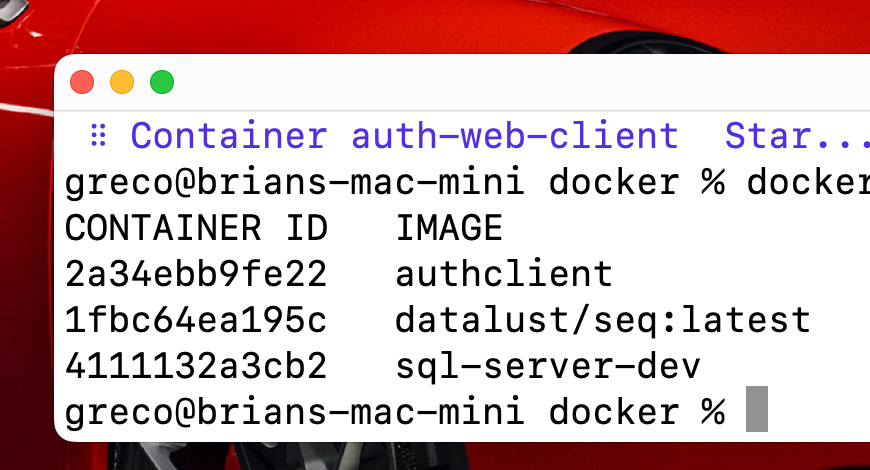 ⠿ Container auth-web-client  Star...
greco@brians-mac-mini docker % docker
CONTAINER ID   IMAGE
2a34ebb9fe22   authclient
1fbc64ea195c   datalust/seq:latest
4111132a3cb2   sql-server-dev
greco@brians-mac-mini docker %